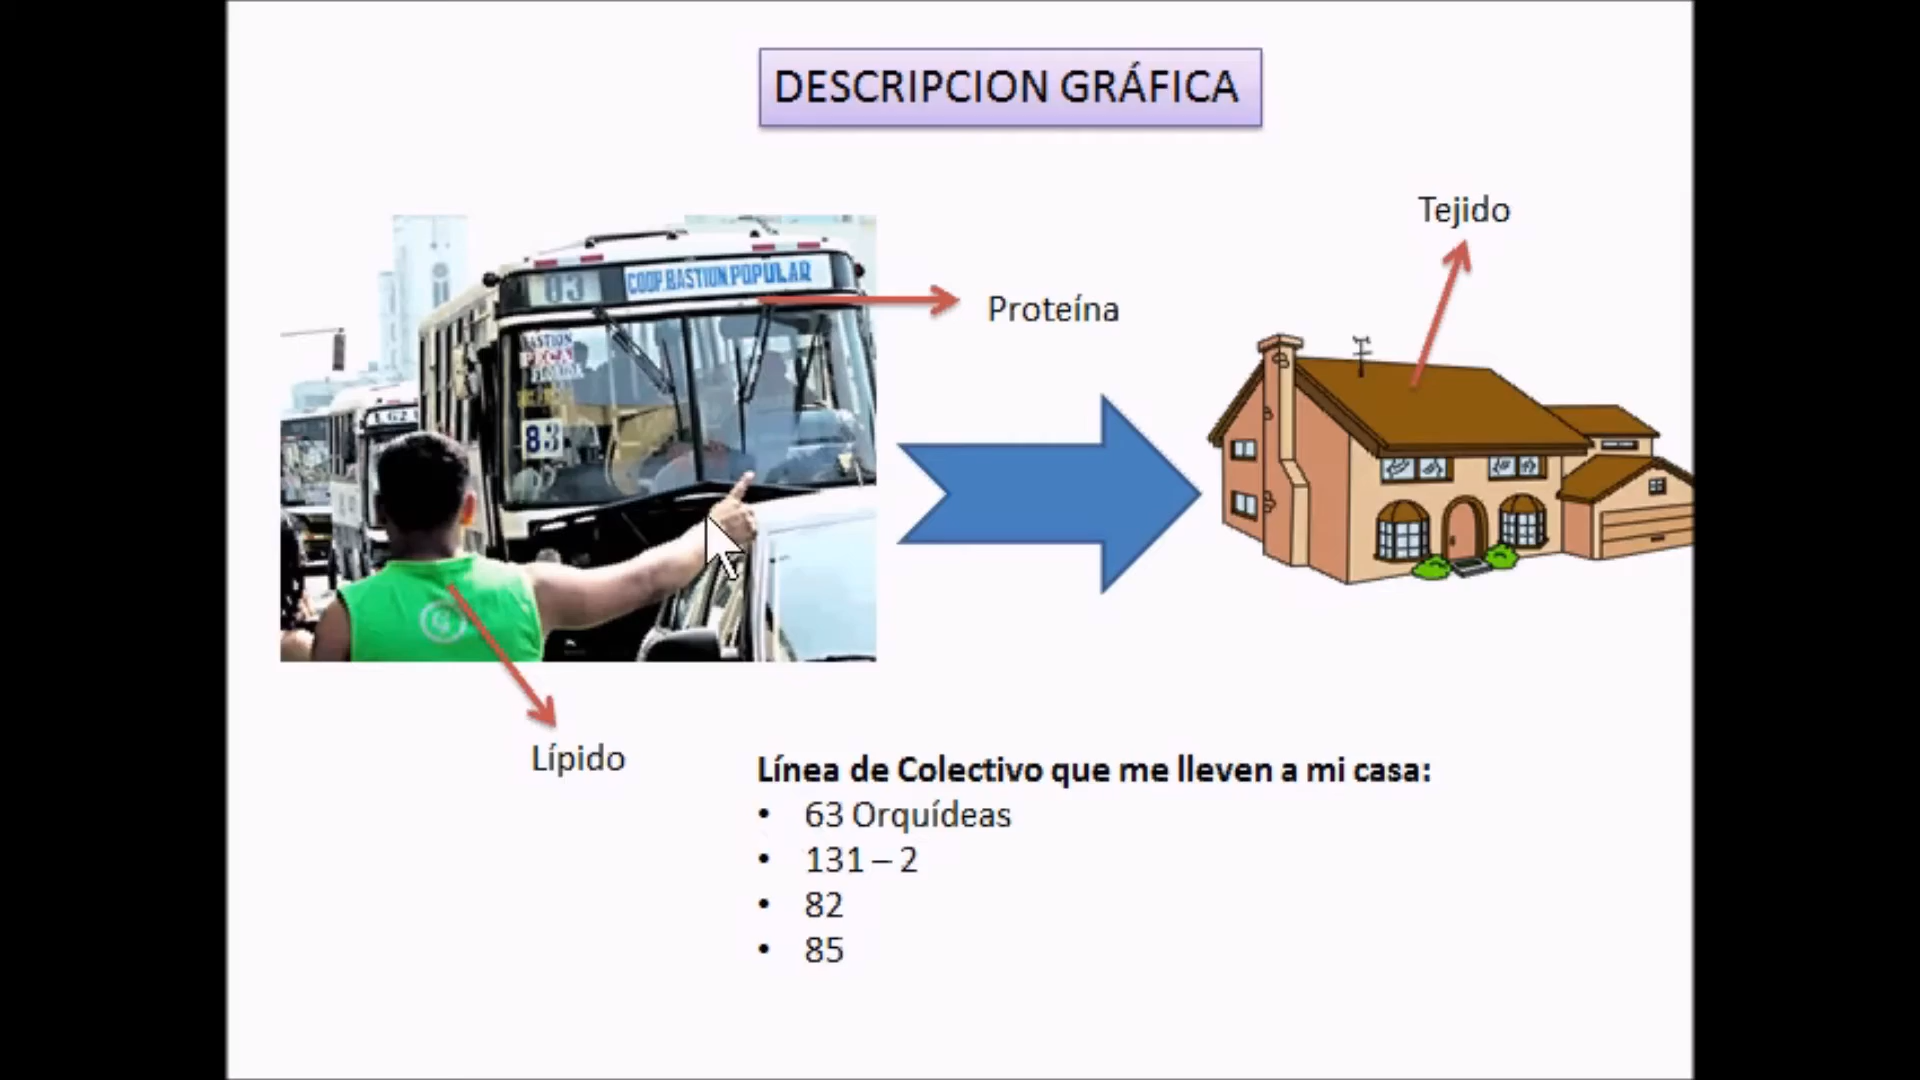 DESCRIPCION GRÁFICA
Tejido
COOP. BASTION POPULAR
Proteína
83
Lípido
Línea de Colectivo que me lleven a mi casa:
• 63 Orquídeas
• 131 – 2
• 82
• 85